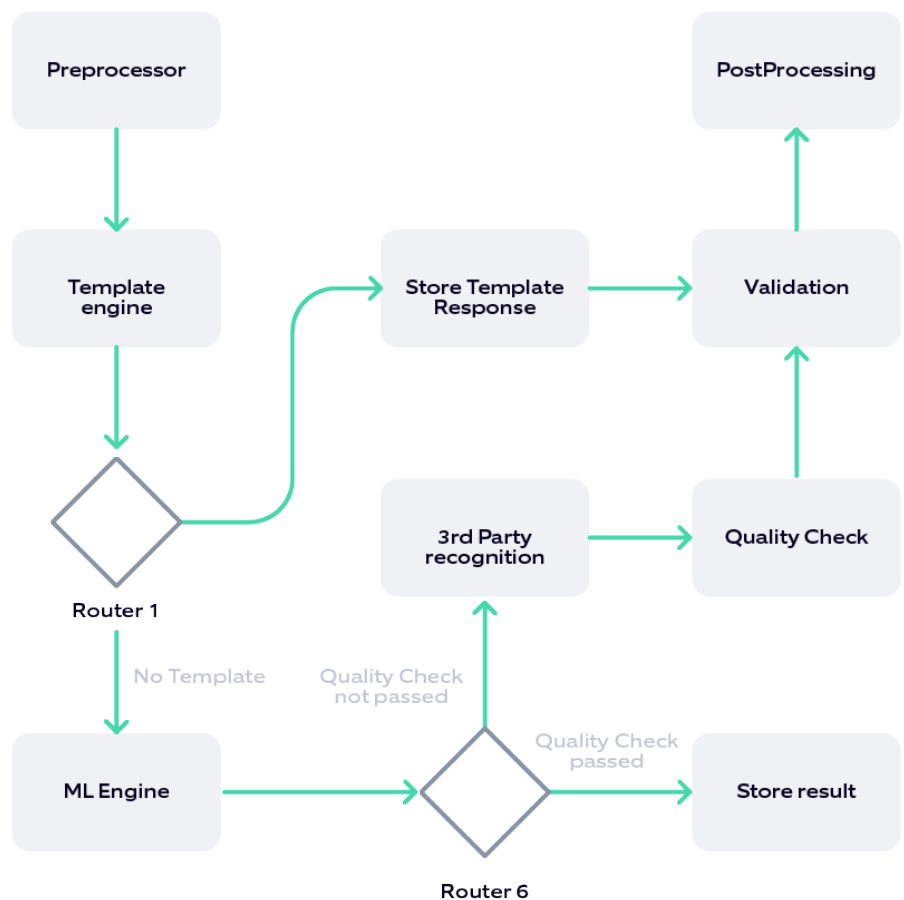 Preprocessor
PostProcessing
Template
engine
Store Template
Response
Validation
3rd Party
recognition
Quality Check
Router 1
No Template
Quality Check
not passed
Quality Check
passed
ML Engine
Store result
Router 6